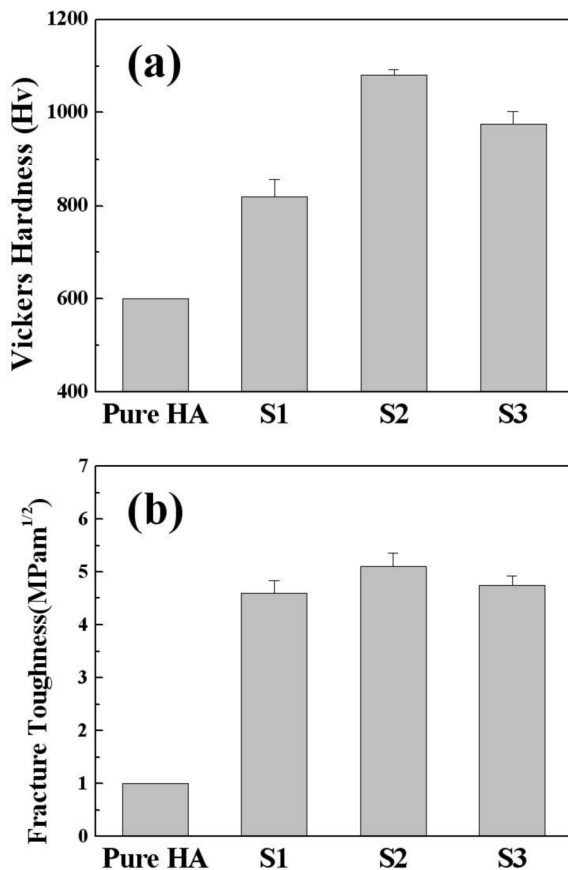 (a)
Vickers Hardness (Hv)
1200
1000
800
600
400
Pure HA S1 S2 S3
(b)
Fracture Toughness(MPam1/2)
7
6
5
4
3
2
1
0
Pure HA S1 S2 S3